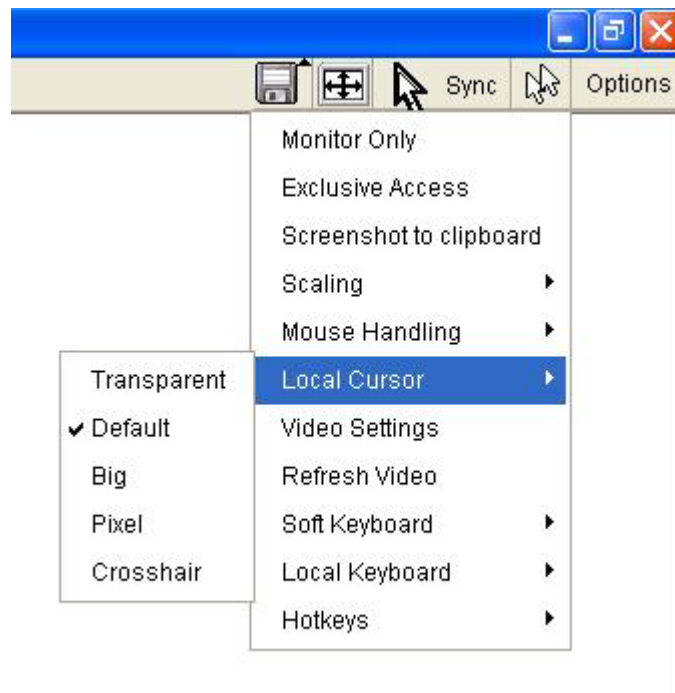 Sync
Options
Monitor Only
Exclusive Access
Screenshot to clipboard
Scaling
Mouse Handling
Local Cursor
Video Settings
Refresh Video
Soft Keyboard
Local Keyboard
Hotkeys
Transparent
Default
Big
Pixel
Crosshair